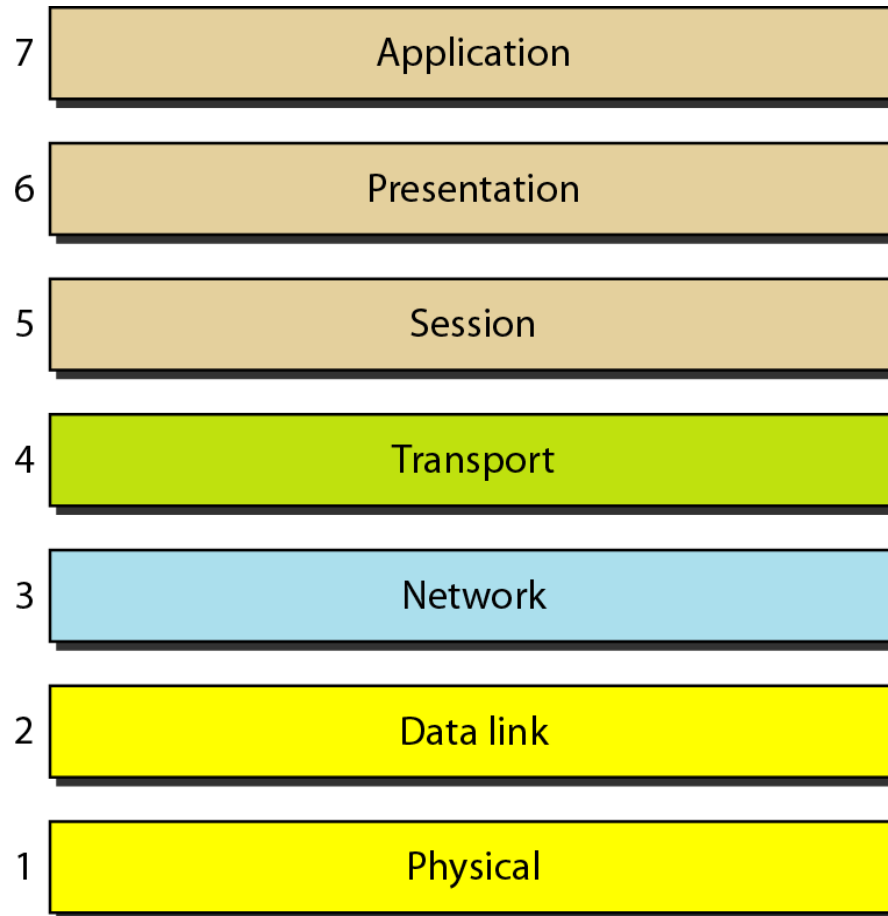 7 Application
6 Presentation
5 Session
4 Transport
3 Network
2 Data link
1 Physical